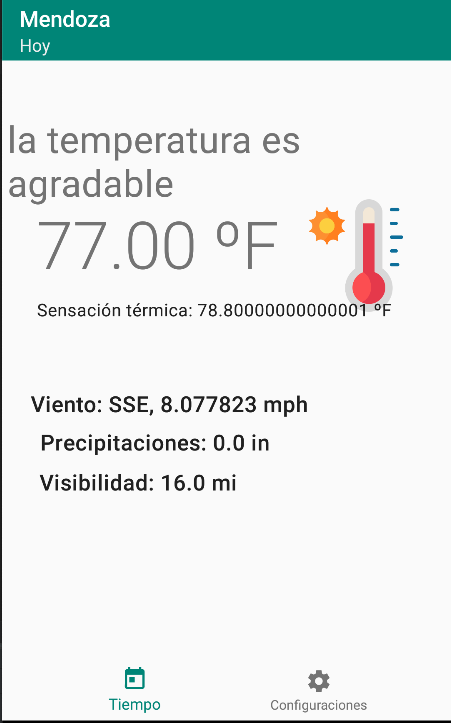 Mendoza
Hoy
la temperatura es
agradable
77.00 ºF
Sensación térmica: 78.80000000000001 ºF
Viento: SSE, 8.077823 mph
Precipitaciones: 0.0 in
Visibilidad: 16.0 mi
Tiempo
Configuraciones